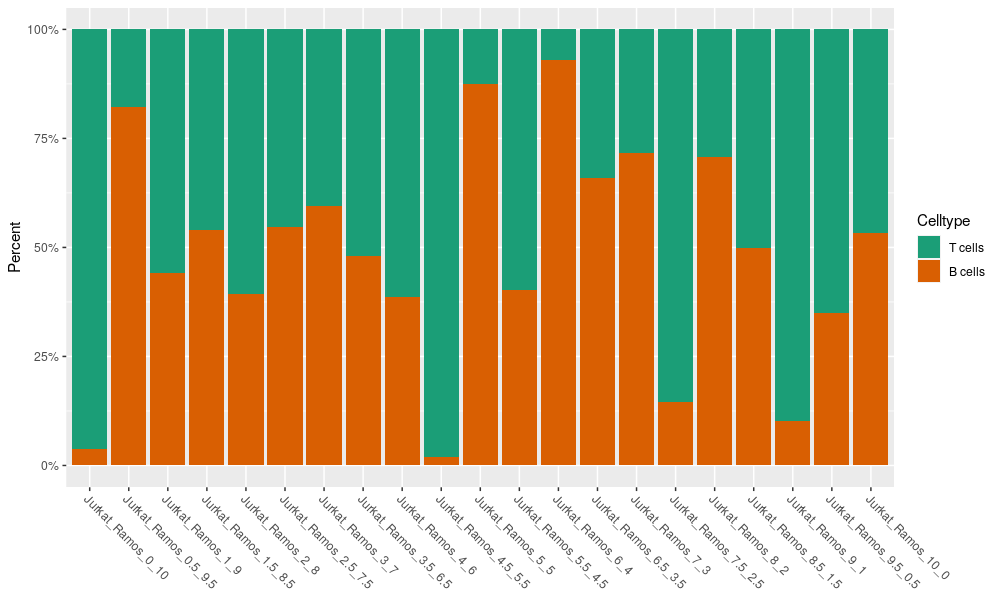 100%
75%
50%
25%
0%
Percent
Jurkat_Ramos_0_10
Jurkat_Ramos_0.5_9.5
Jurkat_Ramos_1_9
Jurkat_Ramos_1.5_8.5
Jurkat_Ramos_2_8
Jurkat_Ramos_2.5_7.5
Jurkat_Ramos_3_7
Jurkat_Ramos_3.5_6.5
Jurkat_Ramos_4_6
Jurkat_Ramos_4.5_5.5
Jurkat_Ramos_5_5
Jurkat_Ramos_5.5_4.5
Jurkat_Ramos_6_4
Jurkat_Ramos_6.5_3.5
Jurkat_Ramos_7_3
Jurkat_Ramos_7.5_2.5
Jurkat_Ramos_8_2
Jurkat_Ramos_8.5_1.5
Jurkat_Ramos_9_1
Jurkat_Ramos_9.5_0.5
Jurkat_Ramos_10_0
Celltype
T cells
B cells